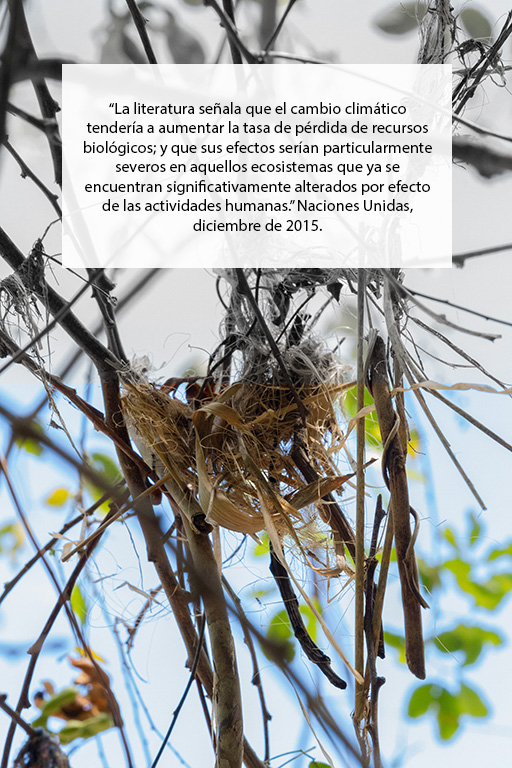 “La literatura señala que el cambio climático
tendería a aumentar la tasa de pérdida de recursos
biológicos; y que sus efectos serían particularmente
severos en aquellos ecosistemas que ya se
encuentran significativamente alterados por efecto
de las actividades humanas.” Naciones Unidas,
diciembre de 2015.